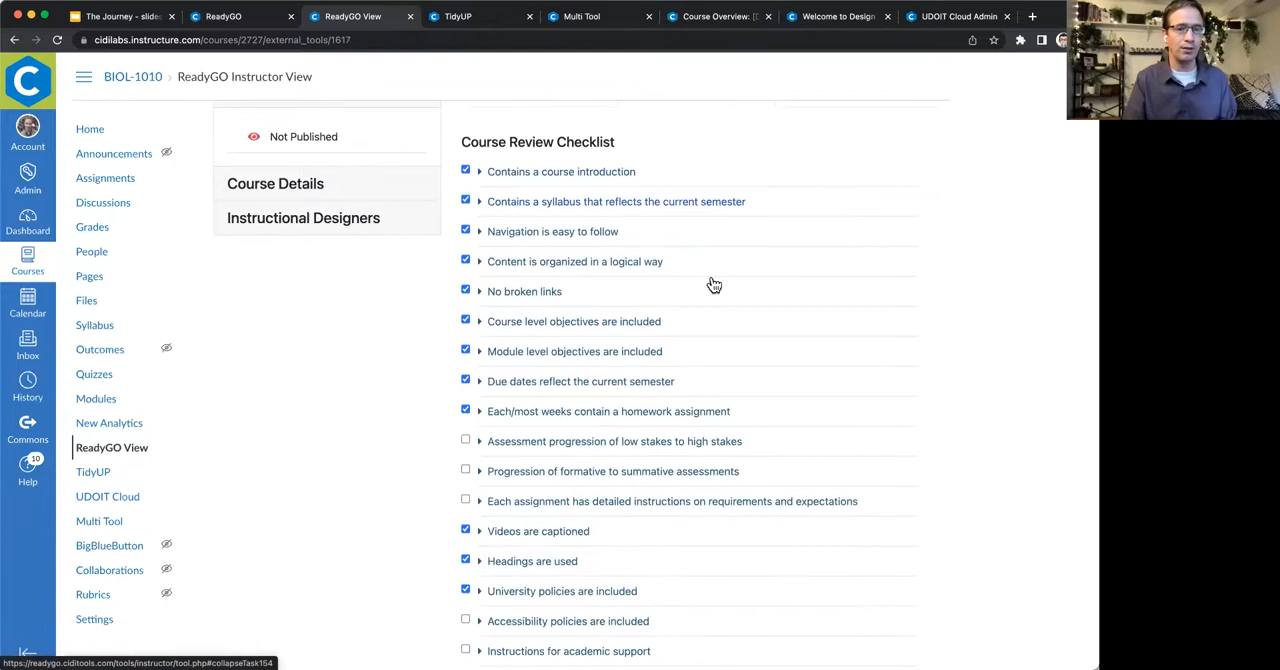 The Journey - slides
ReadyGO
ReadyGO View
TidyUP
Multi Tool
Course Overview: [
Welcome to Design
UDOIT Cloud Admin
cidilabs.instructure.com/courses/2727/external_tools/1617
C
BIOL-1010 › ReadyGO Instructor View
Account
Admin
Dashboard
Courses
Calendar
Inbox
History
Commons
10
Help
Home
Announcements
Assignments
Discussions
Grades
People
Pages
Files
Syllabus
Outcomes
Quizzes
Modules
New Analytics
ReadyGO View
TidyUP
UDOIT Cloud
Multi Tool
BigBlueButton
Collaborations
Rubrics
Settings
Not Published
Course Details
Instructional Designers
Course Review Checklist
Contains a course introduction
Contains a syllabus that reflects the current semester
Navigation is easy to follow
Content is organized in a logical way
No broken links
Course level objectives are included
Module level objectives are included
Due dates reflect the current semester
Each/most weeks contain a homework assignment
Assessment progression of low stakes to high stakes
Progression of formative to summative assessments
Each assignment has detailed instructions on requirements and expectations
Videos are captioned
Headings are used
University policies are included
Accessibility policies are included
Instructions for academic support
https://readygo.ciditools.com/tools/instructor/tool.php#collapseTask154